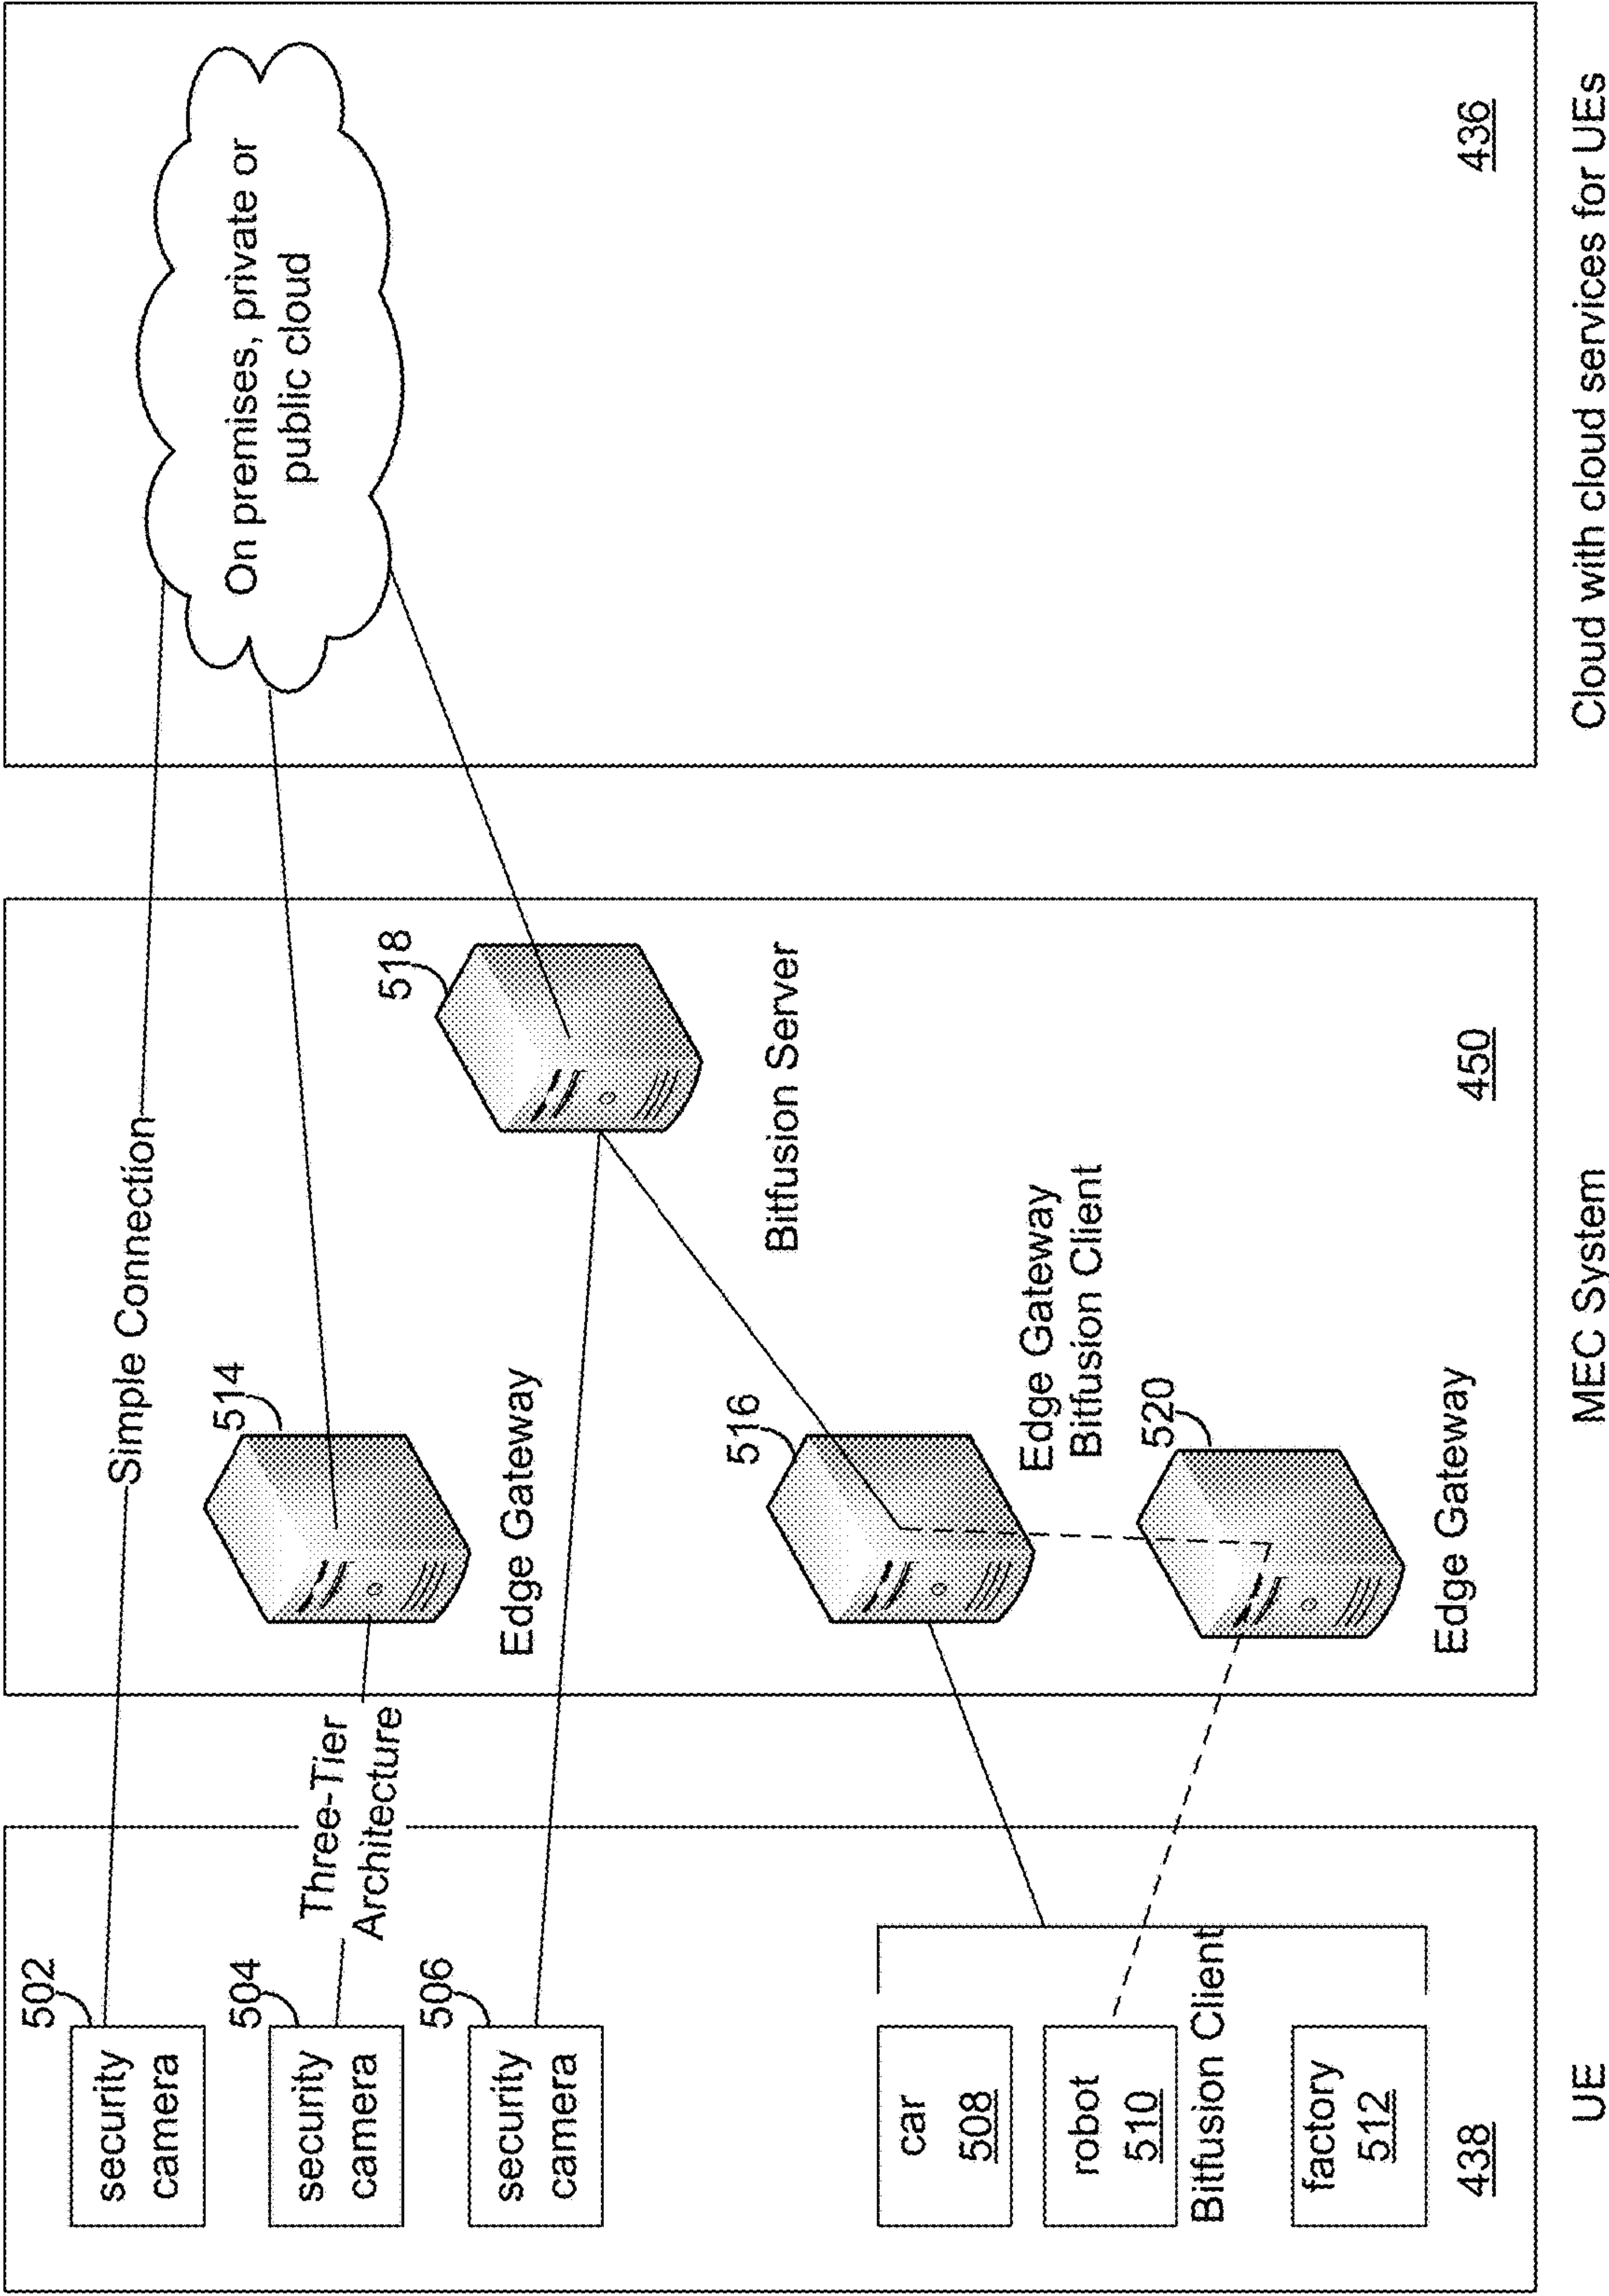 502
security
camera
504
security
camera
506
security
camera
car
508
robot
510
Bitfusion Client
factory
512
438
UE
Simple Connection
Three-Tier
Architecture
514
Edge Gateway
518
Bitfusion Server
516
Edge Gateway
Bitfusion Client
520
Edge Gateway
450
MEC System
On premises, private or
public cloud
436
Cloud with cloud services for UEs